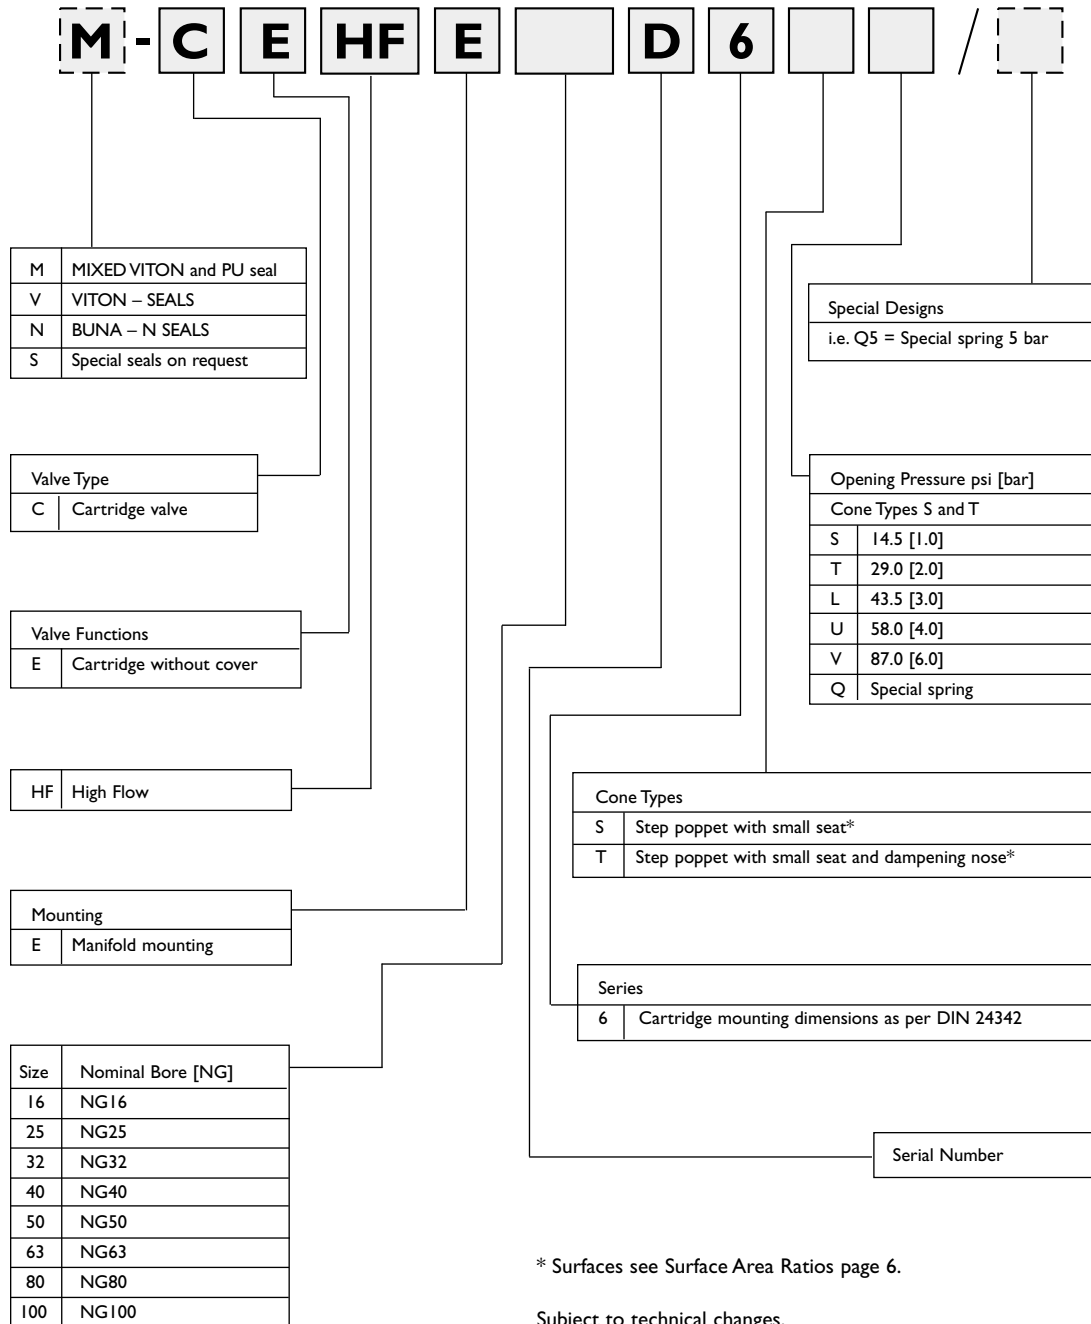 M - C E HF E D 6 /
M MIXED VITON and PU seal
V VITON – SEALS
N BUNA – N SEALS
S Special seals on request
Special Designs
i.e. Q5 = Special spring 5 bar
Valve Type
C Cartridge valve
Opening Pressure psi [bar]
Cone Types S and T
S 14.5 [1.0]
T 29.0 [2.0]
L 43.5 [3.0]
U 58.0 [4.0]
V 87.0 [6.0]
Q Special spring
Valve Functions
E Cartridge without cover
HF High Flow
Cone Types
S Step poppet with small seat*
T Step poppet with small seat and dampening nose*
Mounting
E Manifold mounting
Series
6 Cartridge mounting dimensions as per DIN 24342
Size Nominal Bore [NG]
16 NG16
25 NG25
32 NG32
40 NG40
50 NG50
63 NG63
80 NG80
100 NG100
Serial Number
* Surfaces see Surface Area Ratios page 6.
Subject to technical changes.